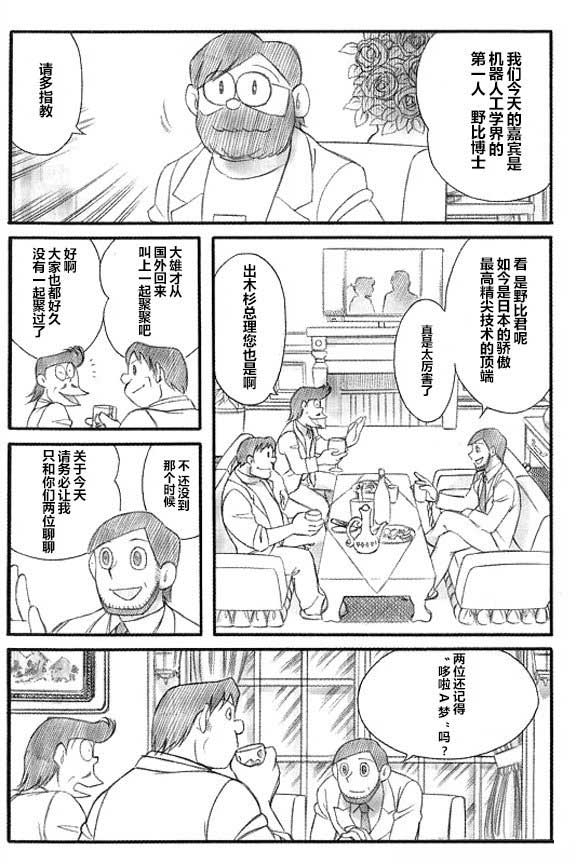 我们今天的嘉宾是
机器人工学界的
第一人 野比博士
请多指教
看 是野比君呢
如今是日本的骄傲
最高精尖技术的顶端
真是太厉害了
出木杉总理您也是啊
大雄才从
国外回来
叫上一起聚聚吧
好啊
大家也都好久
没有一起聚过了
不 还没到
那个时候
关于今天
请务必让我
只和你们两位聊聊
两位还记得
“哆啦A梦”吗？